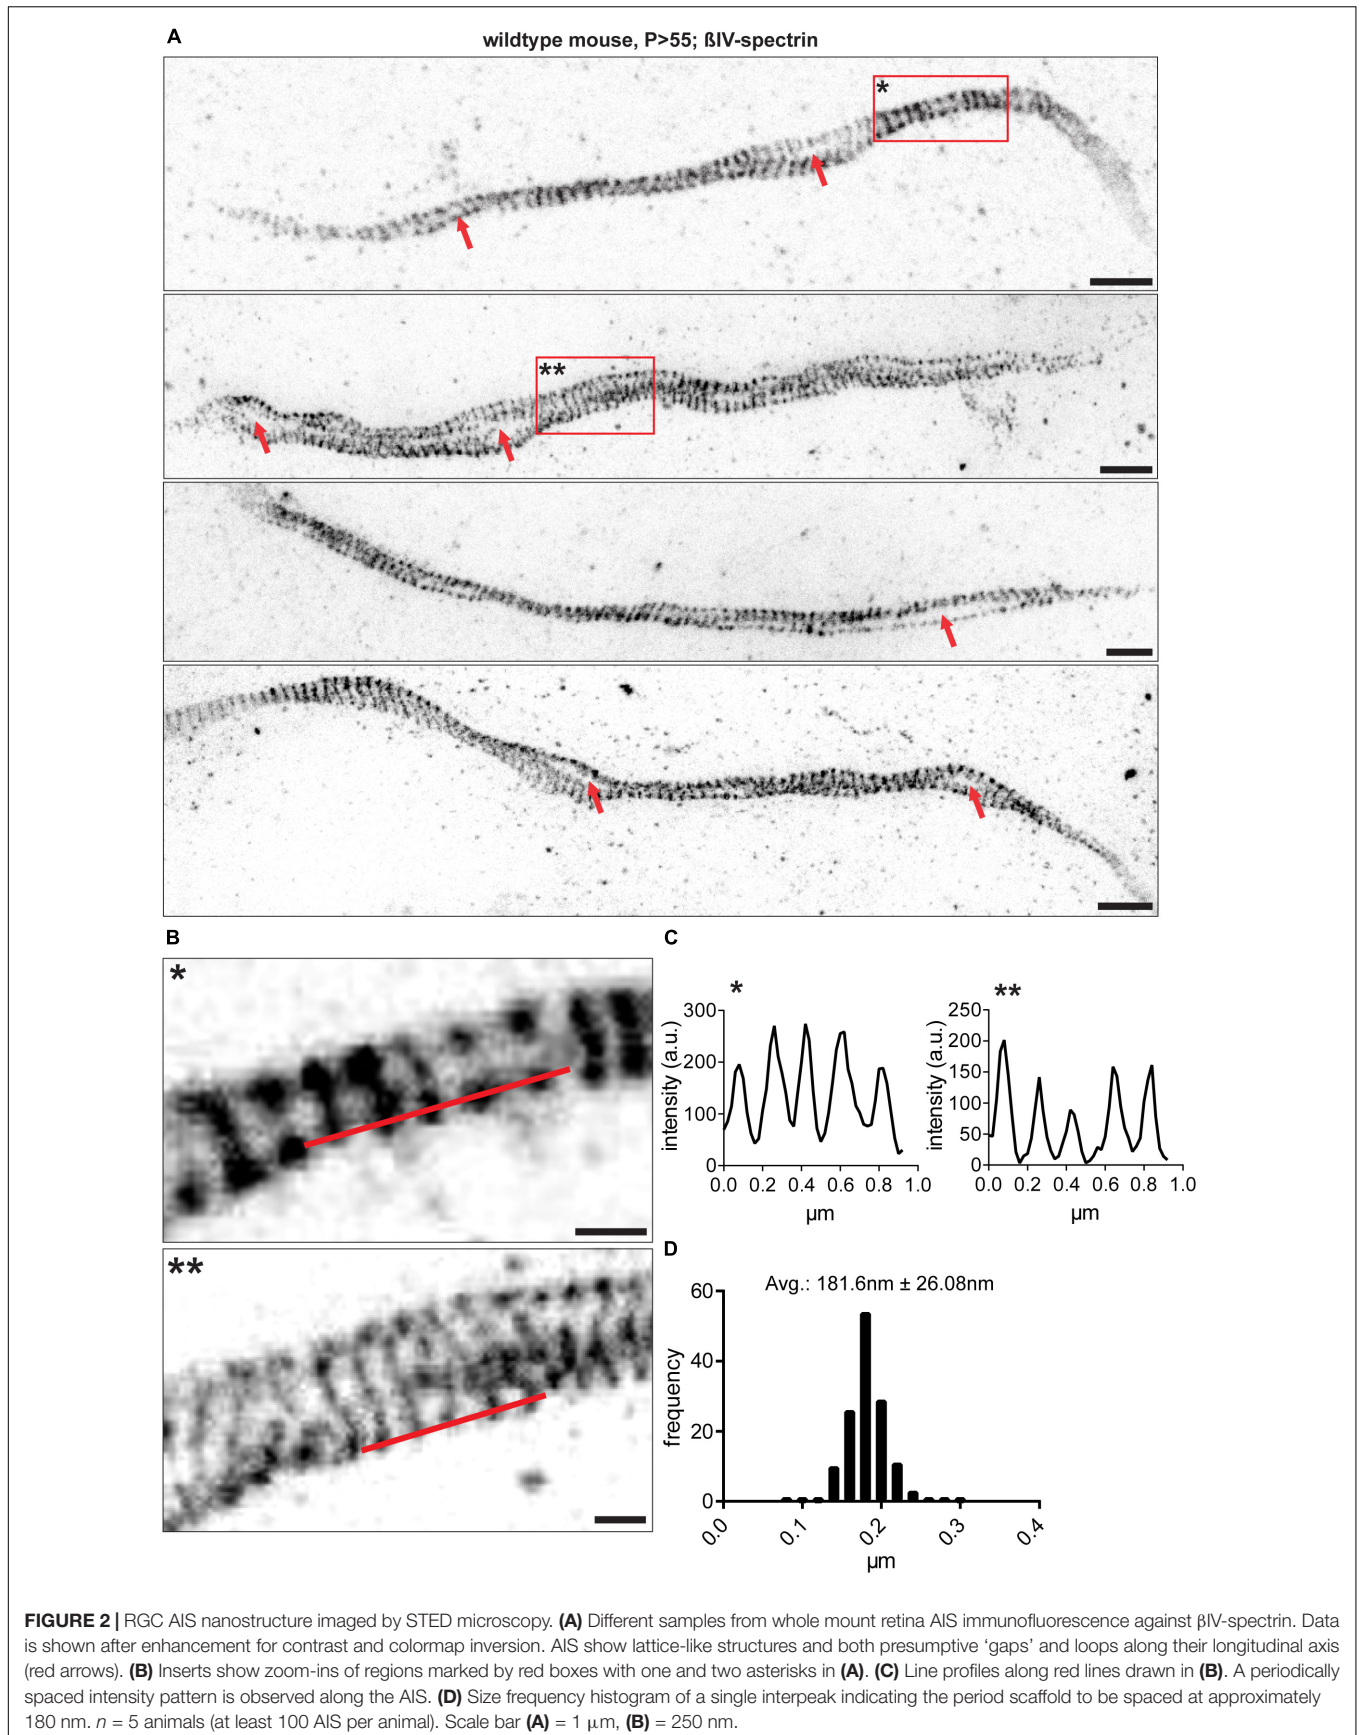 A
wildtype mouse, P>55; ßIV-spectrin
*
**
B
*
**
C
*
300
200
100
0
intensity (a.u.)
0.0 0.2 0.4 0.6 0.8 1.0
µm
**
250
200
150
100
50
0
intensity (a.u.)
0.0 0.2 0.4 0.6 0.8 1.0
µm
D
Avg.: 181.6nm ± 26.08nm
60
40
20
0
frequency
0.0 0.1 0.2 0.3 0.4
µm
FIGURE 2 | RGC AIS nanostructure imaged by STED microscopy. (A) Different samples from whole mount retina AIS immunofluorescence against βIV-spectrin. Data
is shown after enhancement for contrast and colormap inversion. AIS show lattice-like structures and both presumptive ‘gaps’ and loops along their longitudinal axis
(red arrows). (B) Inserts show zoom-ins of regions marked by red boxes with one and two asterisks in (A). (C) Line profiles along red lines drawn in (B). A periodically
spaced intensity pattern is observed along the AIS. (D) Size frequency histogram of a single interpeak indicating the period scaffold to be spaced at approximately
180 nm. n = 5 animals (at least 100 AIS per animal). Scale bar (A) = 1 µm, (B) = 250 nm.